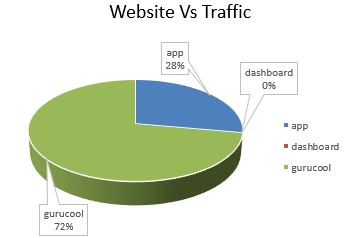 Website Vs Traffic
app
28%
dashboard
0%
app
dashboard
gurucool
gurucool
72%